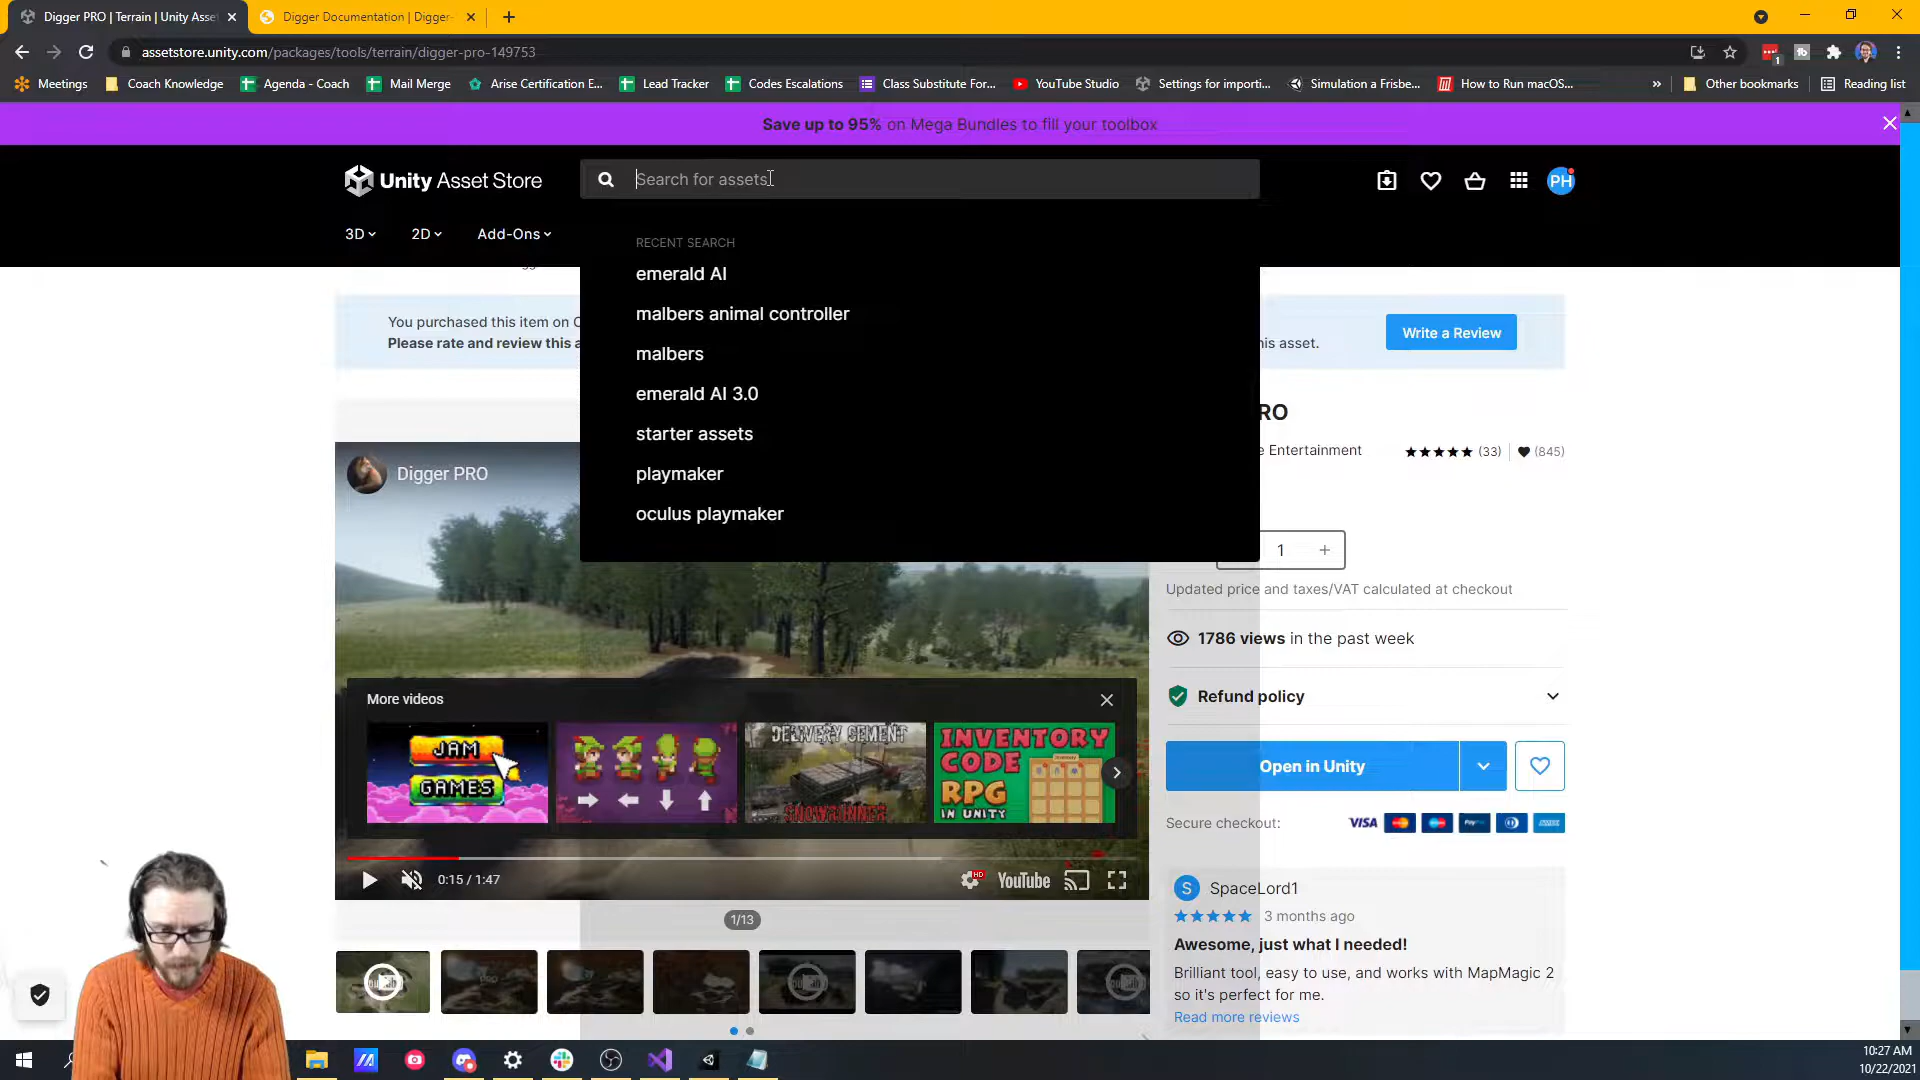 Digger PRO | Terrain | Unity Asse
Digger Documentation | Digger-
assetstore.unity.com/packages/tools/terrain/digger-pro-149753
1
Meetings
Coach Knowledge
Agenda - Coach
Mail Merge
Arise Certification E...
Lead Tracker
Codes Escalations
Class Substitute For...
YouTube Studio
Settings for importi...
Simulation a Frisbe...
How to Run macOS...
»
Other bookmarks
Reading list
Save up to 95% on Mega Bundles to fill your toolbox
Unity Asset Store
Search for assets
PH
3D
2D
Add-Ons
RECENT SEARCH
emerald AI
malbers animal controller
malbers
emerald AI 3.0
starter assets
playmaker
oculus playmaker
You purchased this item on
Please rate and review this
his asset.
Write a Review
RO
e Entertainment
(33)
(845)
1
+
Updated price and taxes/VAT calculated at checkout
1786 views in the past week
Refund policy
Open in Unity
Secure checkout:
VISA
PayPal
Digger PRO
More videos
JAM
GAMES
DELIVERY CEMENT
SNOWRUNNER
INVENTORY
CODE
RPG
IN UNITY
0:15 / 1:47
HD
YouTube
1/13
S
SpaceLord1
3 months ago
Awesome, just what I needed!
Brilliant tool, easy to use, and works with MapMagic 2
so it's perfect for me.
Read more reviews
10:27 AM
10/22/2021